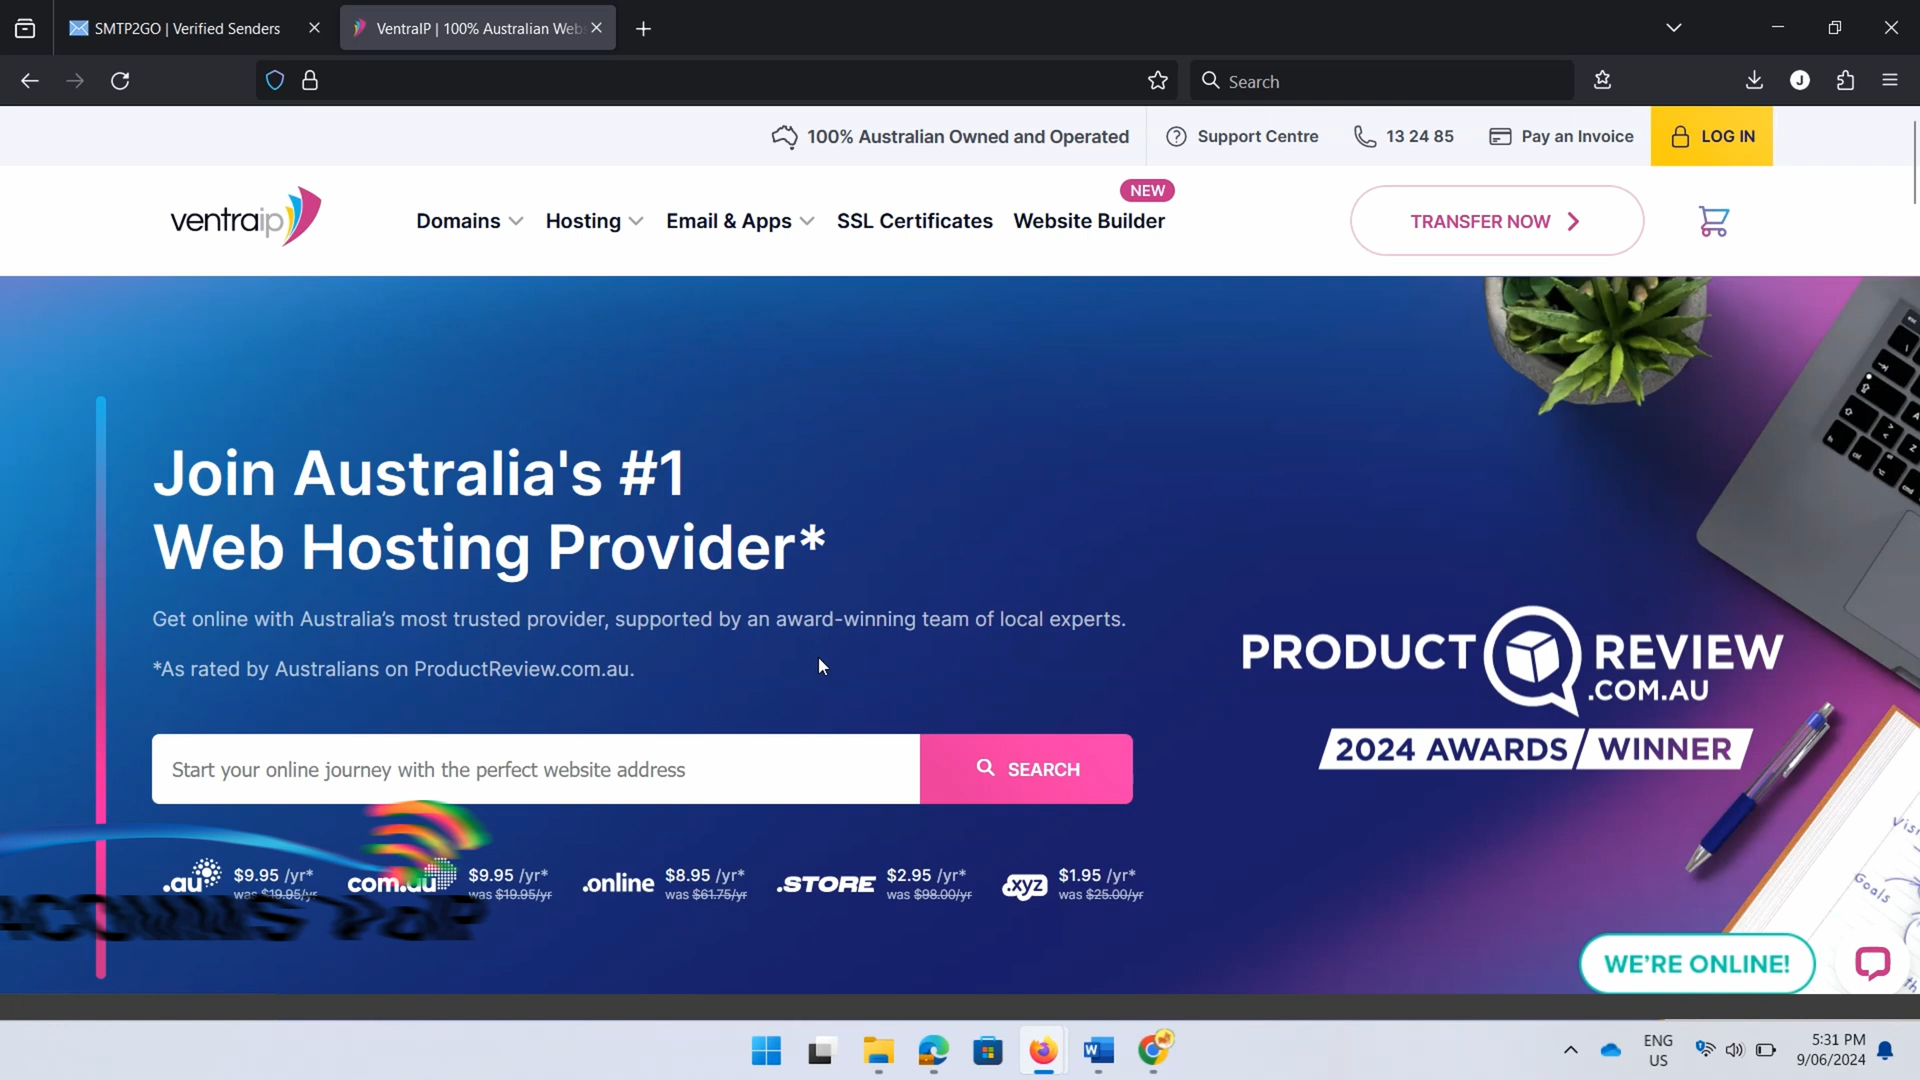 SMTP2GO | Verified Senders
VentraIP | 100% Australian Web
Search
100% Australian Owned and Operated
Support Centre
13 24 85
Pay an Invoice
LOG IN
ventraip
Domains
Hosting
Email & Apps
SSL Certificates
NEW
Website Builder
TRANSFER NOW
Join Australia's #1
Web Hosting Provider*
Get online with Australia's most trusted provider, supported by an award-winning team of local experts.
*As rated by Australians on ProductReview.com.au.
Start your online journey with the perfect website address
SEARCH
PRODUCT REVIEW
.COM.AU
2024 AWARDS / WINNER
.au $9.95 /yr*
was $19.95/yr
com.au $9.95 /yr*
was $19.95/yr
.online $8.95 /yr*
was $61.75/yr
.STORE $2.95 /yr*
was $98.00/yr
.xyz $1.95 /yr*
was $25.00/yr
Goals
WE'RE ONLINE!
ENG
US
5:31 PM
9/06/2024